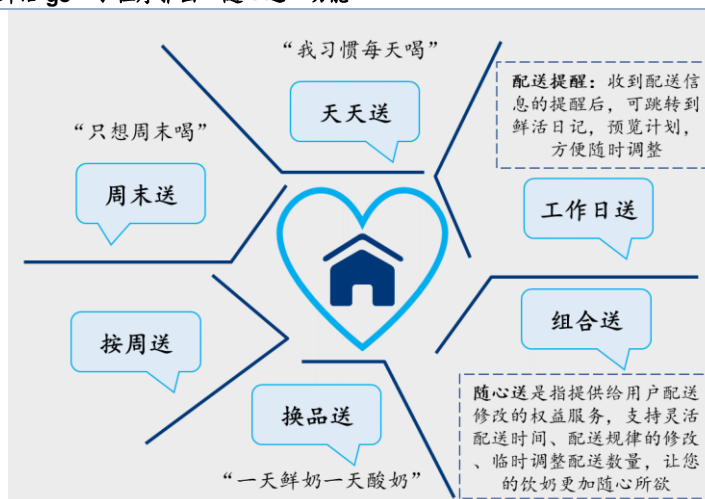 “我习惯每天喝”
天天送
“只想周末喝”
周末送
配送提醒：收到配送信
息的提醒后，可跳转到
鲜活日记，预览计划，
方便随时调整
工作日送
按周送
组合送
换品送
“一天鲜奶一天酸奶”
随心送是指提供给用户配送
修改的权益服务，支持灵活
配送时间、配送规律的修改
、临时调整配送数量，让您
的饮奶更加随心所欲